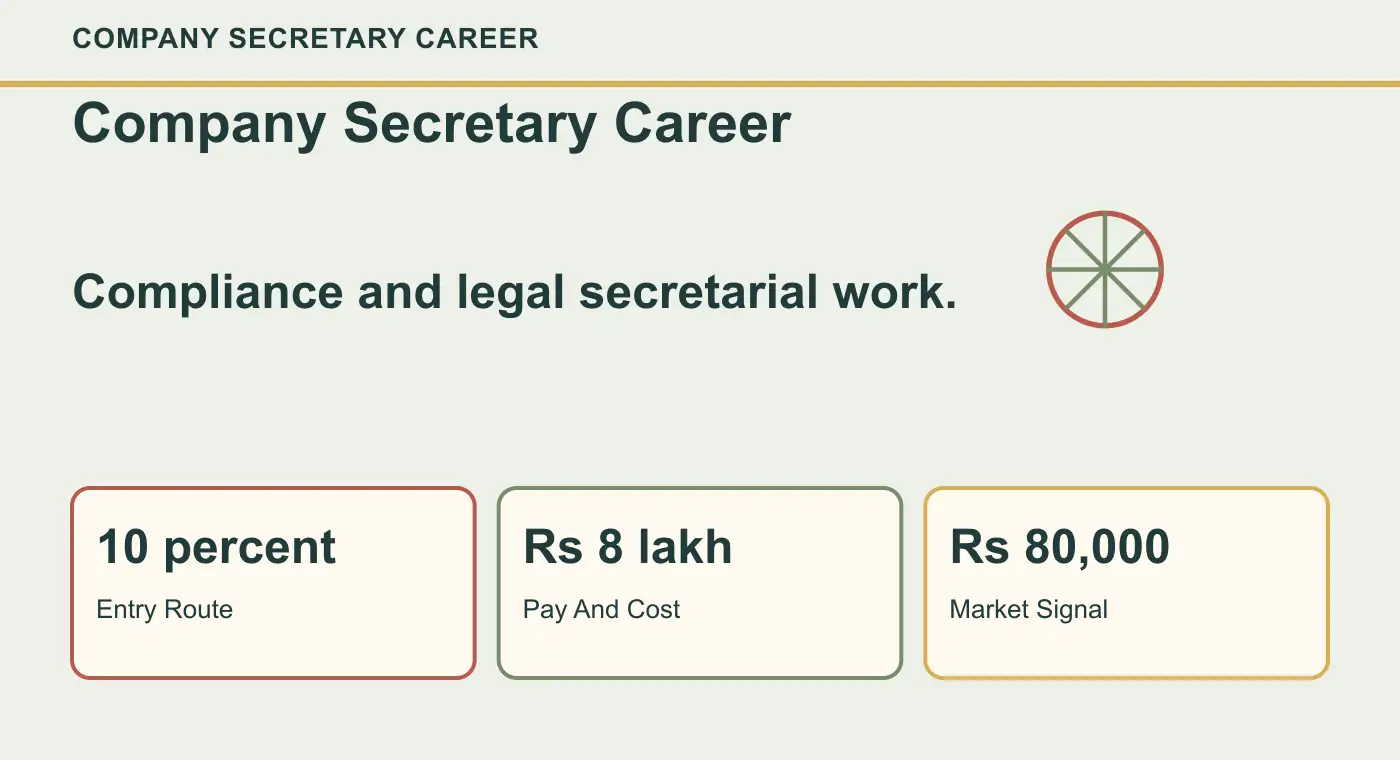 COMPANY SECRETARY CAREER
Company Secretary Career
Compliance and legal secretarial work.
10 percent
Entry Route
Rs 8 lakh
Pay And Cost
Rs 80,000
Market Signal